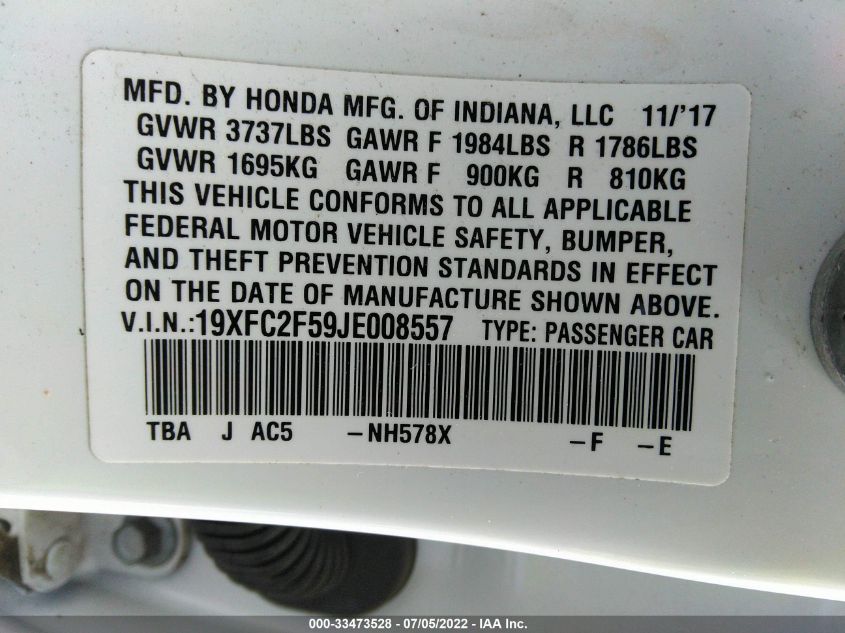 MFD. BY HONDA MFG. OF INDIANA, LLC 11/'17
GVWR 3737LBS GAWR F 1984LBS R 1786LBS
GVWR 1695KG GAWR F 900KG R 810KG
THIS VEHICLE CONFORMS TO ALL APPLICABLE
FEDERAL MOTOR VEHICLE SAFETY, BUMPER,
AND THEFT PREVENTION STANDARDS IN EFFECT
ON THE DATE OF MANUFACTURE SHOWN ABOVE.
V.I.N.:19XFC2F59JE008557 TYPE: PASSENGER CAR
TBA J AC5 –NH578X –F –E
000-33473528 - 07/05/2022 - IAA Inc.